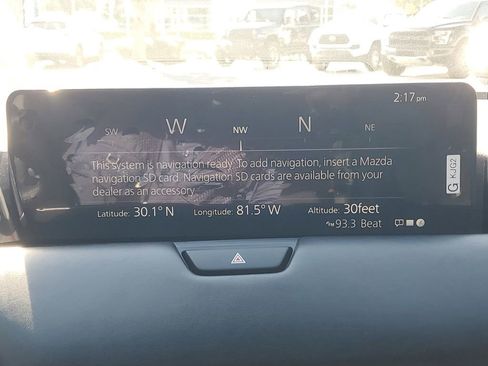 2:17 pm
SW W NW N NE
This system is navigation ready. To add navigation, insert a Mazda
navigation SD card. Navigation SD cards are available from your
dealer as an accessory.
G KJG2
Latitude: 30.1° N Longitude: 81.5° W Altitude: 30feet
FM 93.3 Beat